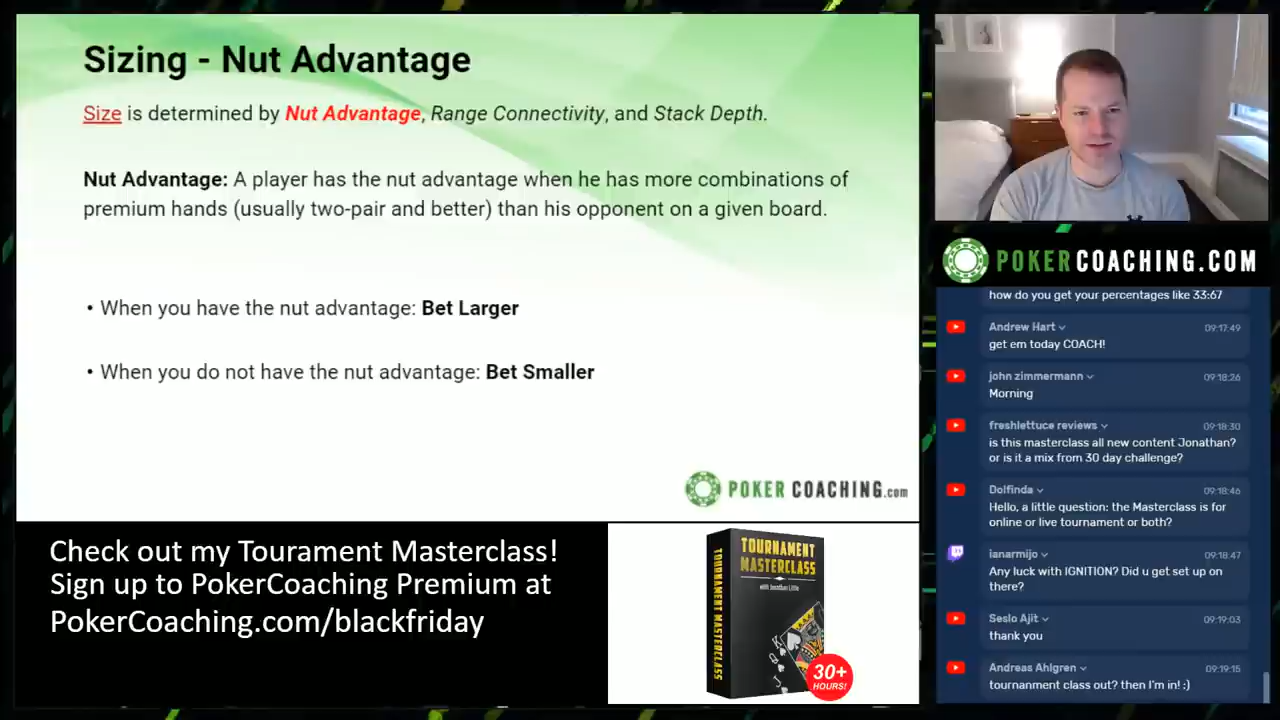 Sizing - Nut Advantage
Size is determined by Nut Advantage, Range Connectivity, and Stack Depth.
Nut Advantage: A player has the nut advantage when he has more combinations of
premium hands (usually two-pair and better) than his opponent on a given board.
• When you have the nut advantage: Bet Larger
• When you do not have the nut advantage: Bet Smaller
POKER COACHING.com
Check out my Tourament Masterclass!
Sign up to PokerCoaching Premium at
PokerCoaching.com/blackfriday
TOURNAMENT MASTERCLASS
TOURNAMENT
MASTERCLASS
with Jonathan Little
30+
HOURS!
POKERCOACHING.COM
how do you get your percentages like 33:67
Andrew Hart 09:17:49
get em today COACH!
john zimmermann 09:18:26
Morning
freshlettuce reviews 09:18:30
is this masterclass all new content Jonathan?
or is it a mix from 30 day challenge?
Dolfinda 09:18:46
Hello, a little question: the Masterclass is for
online or live tournament or both?
ianarmijo 09:18:47
Any luck with IGNITION? Did u get set up on
there?
Seslo Ajit 09:19:03
thank you
Andreas Ahlgren 09:19:15
tournanment class out? then I'm in! :)